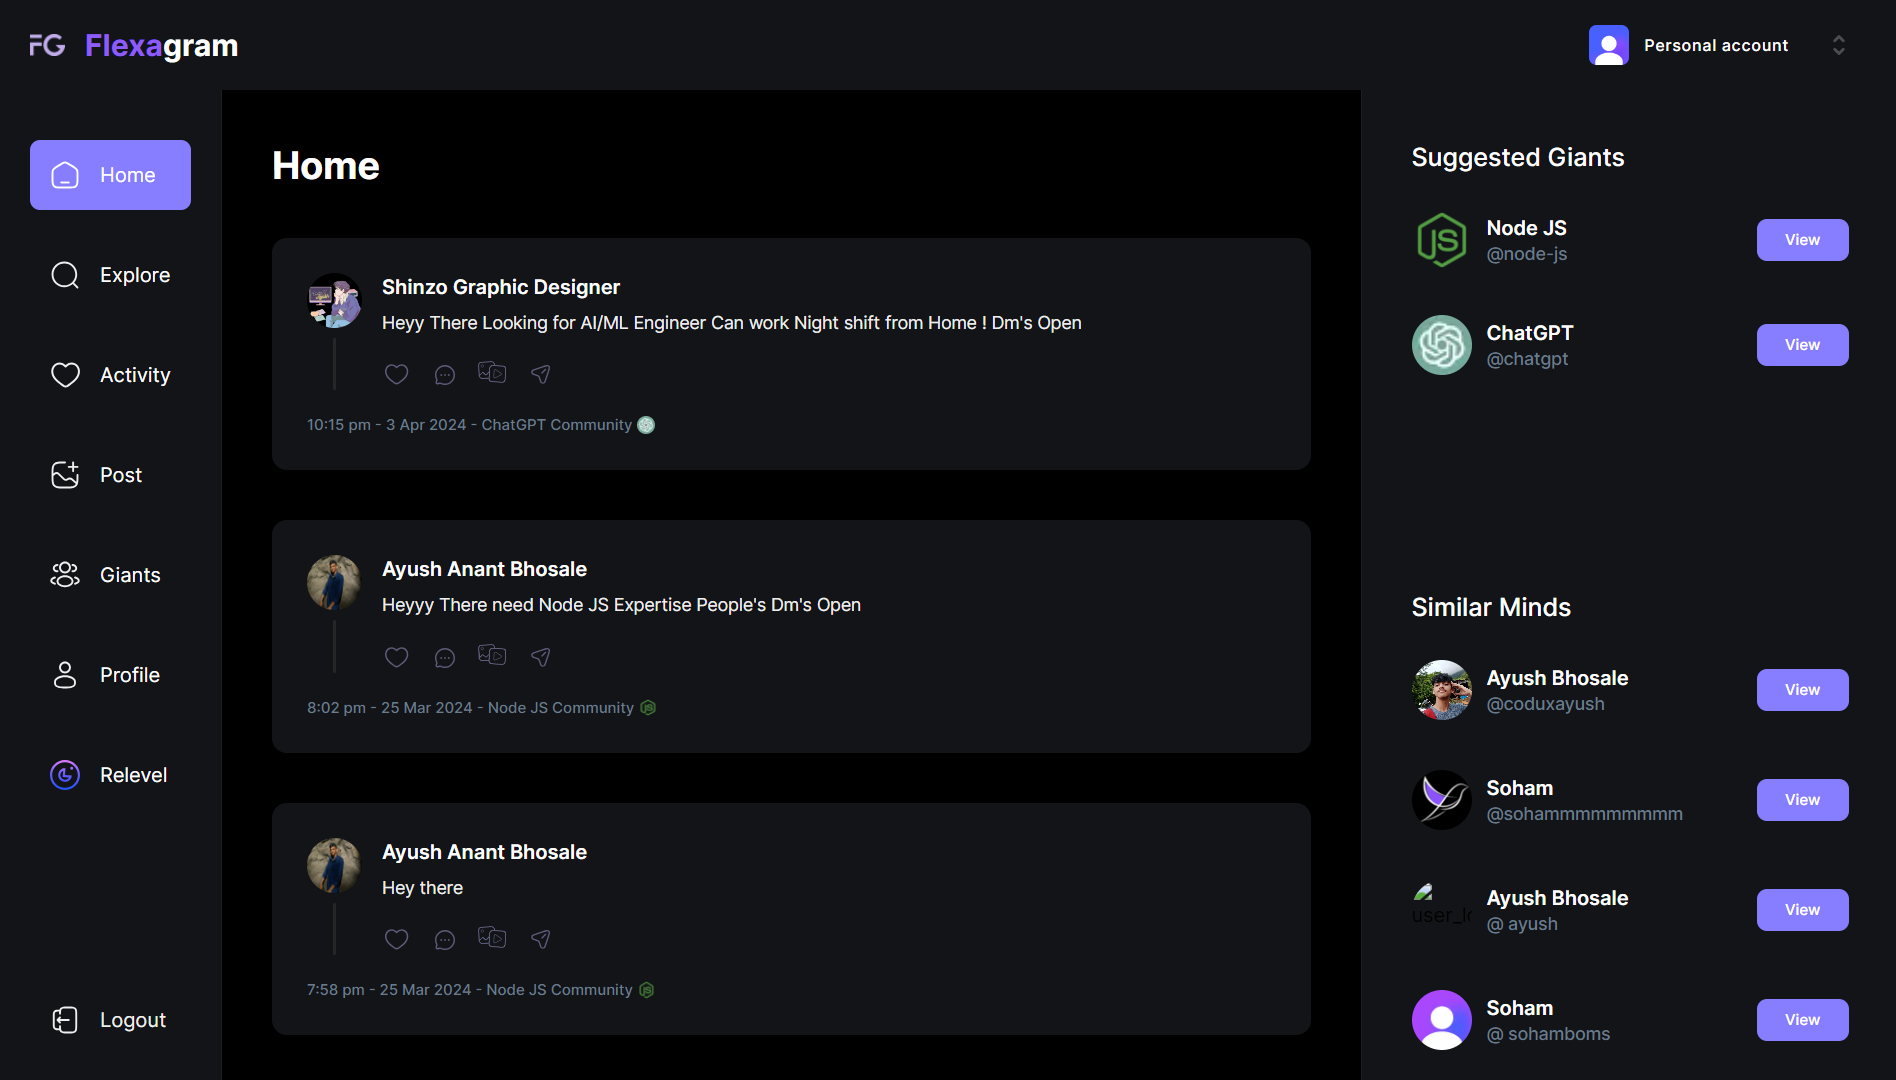 FG Flexagram
Personal account
Home
Explore
Activity
Post
Giants
Profile
Relevel
Logout
Home
Shinzo Graphic Designer
Heyy There Looking for AI/ML Engineer Can work Night shift from Home ! Dm's Open
10:15 pm - 3 Apr 2024 - ChatGPT Community
Ayush Anant Bhosale
Heyyy There need Node JS Expertise People's Dm's Open
8:02 pm - 25 Mar 2024 - Node JS Community
Ayush Anant Bhosale
Hey there
7:58 pm - 25 Mar 2024 - Node JS Community
Suggested Giants
JS
Node JS
@node-js
View
ChatGPT
@chatgpt
View
Similar Minds
Ayush Bhosale
@coduxayush
View
Soham
@sohammmmmmmmm
View
user_lo
Ayush Bhosale
@ ayush
View
Soham
@ sohamboms
View